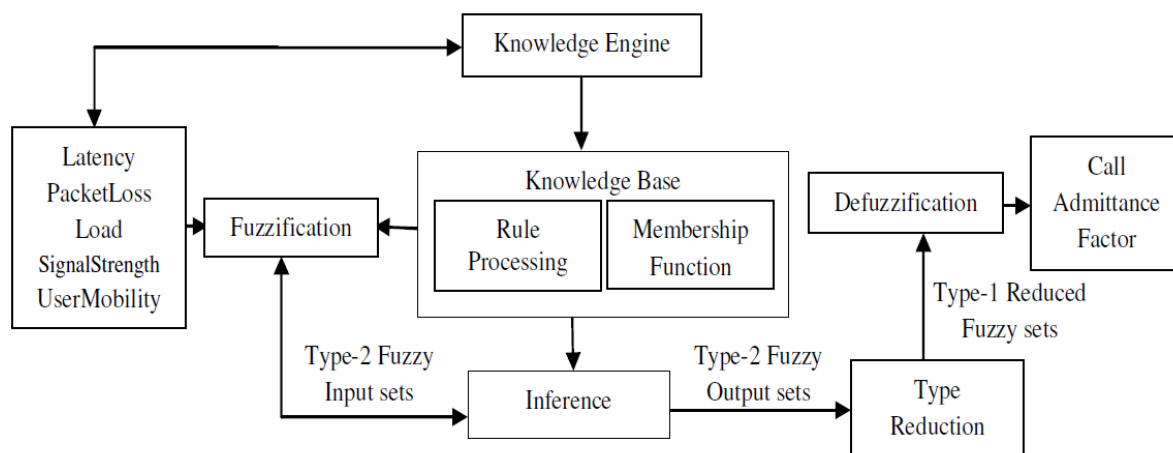 Knowledge Engine
Latency
PacketLoss
Load
SignalStrength
UserMobility
Fuzzification
Knowledge Base
Rule
Processing
Membership
Function
Defuzzification
Call
Admittance
Factor
Type-1 Reduced
Fuzzy sets
Type-2 Fuzzy
Input sets
Inference
Type-2 Fuzzy
Output sets
Type
Reduction